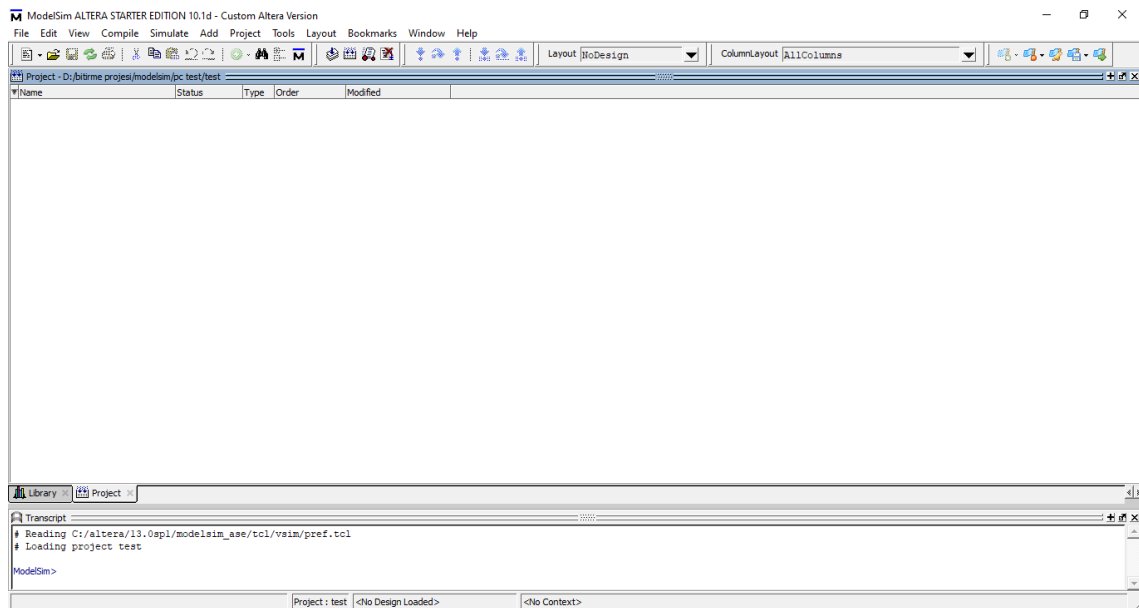 ModelSim ALTERA STARTER EDITION 10.1d - Custom Altera Version
File Edit View Compile Simulate Add Project Tools Layout Bookmarks Window Help
Layout NoDesign ColumnLayout AllColumns
Project - D:/bitirme projesi/modelsim/pc test/test
Name Status Type Order Modified
Library Project
Transcript
# Reading C:/altera/13.0sp1/modelsim_ase/tcl/vsim/pref.tcl
# Loading project test
ModelSim>
Project : test <No Design Loaded> <No Context>